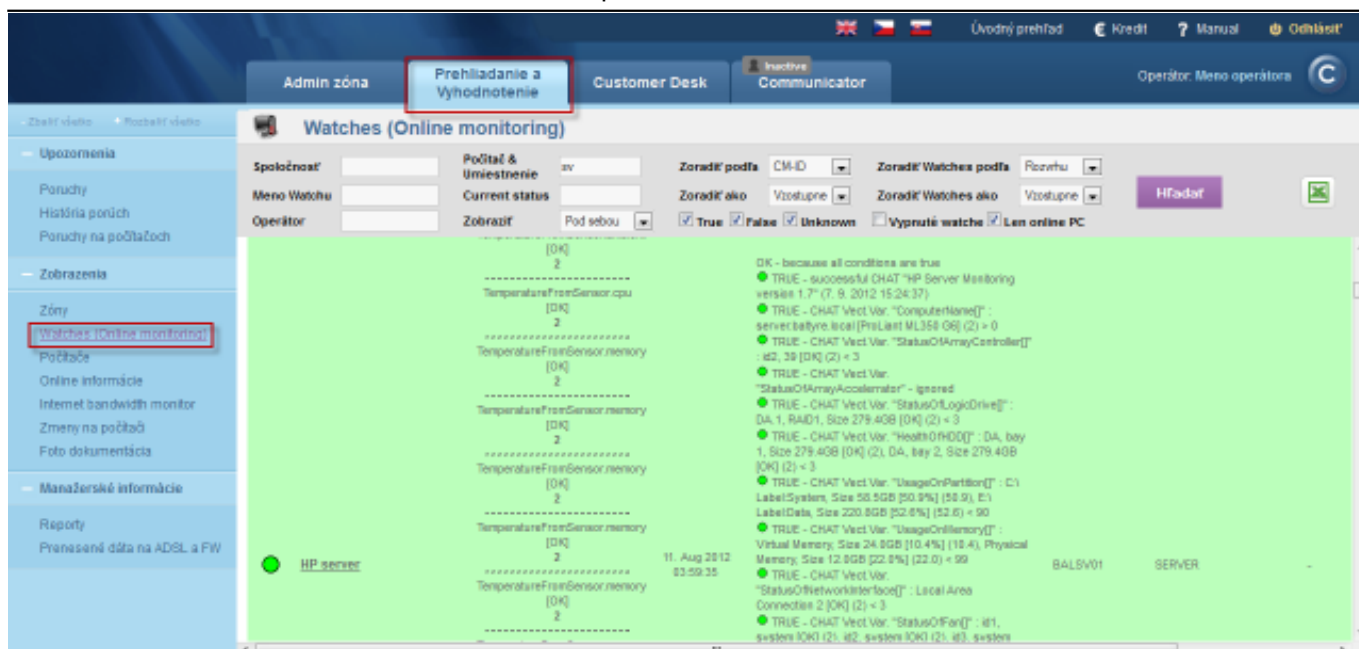 Úvodný prehľad € Kredit ? Manual Odhlásiť
Admin zóna
Prehliadanie a
Vyhodnotenie
Customer Desk
Inactive
Communicator
Operátor: Meno operátora
- Zbaliť všetko + Rozbaliť všetko
Watches (Online monitoring)
Upozornenia
Poruchy
História porúch
Poruchy na počítačoch
Zobrazenia
Zóny
Watches (Online monitoring)
Počítače
Online informácie
Internet bandwidth monitor
Zmeny na počítači
Foto dokumentácia
Manažerské informácie
Reporty
Prenesené dáta na ADSL a FW
Spoločnosť
Počítač &
Umiestnenie
sv
Zoradiť podľa CM-ID
Zoradiť Watches podľa Rozvrhu
Meno Watchu
Current status
Zoradiť ako Vzostupne
Zoradiť Watches ako Vzostupne
Hľadať
Operátor
Zobraziť Pod sebou
True False Unknown Vypnuté watche Len online PC
[OK]
2
------------------------
TemperatureFromSensor.cpu
[OK]
2
------------------------
TemperatureFromSensor.memory
[OK]
2
------------------------
TemperatureFromSensor.memory
[OK]
2
------------------------
TemperatureFromSensor.memory
[OK]
2
------------------------
TemperatureFromSensor.memory
[OK]
2
------------------------
TemperatureFromSensor.memory
[OK]
2
------------------------
HP server
11. Aug 2012
03:59:35
OK - because all conditions are true
TRUE - successful CHAT "HP Server Monitoring
version 1.7" (7. 9. 2012 15:24:37)
TRUE - CHAT Vect.Var. "ComputerName[]" :
server.baltyre.local [ProLiant ML350 G6] (2) > 0
TRUE - CHAT Vect.Var. "StatusOfArrayController[]"
: id2, 39 [OK] (2) < 3
TRUE - CHAT Vect.Var.
"StatusOfArrayAccelerator" - ignored
TRUE - CHAT Vect.Var. "StatusOfLogicDrive[]" :
DA.1, RAID1, Size 279.4GB [OK] (2) < 3
TRUE - CHAT Vect.Var. "HealthOfHDD[]" : DA, bay
1, Size 279.4GB [OK] (2), DA, bay 2, Size 279.4GB
[OK] (2) < 3
TRUE - CHAT Vect.Var. "UsageOnPartition[]" : C:\
Label:System, Size 58.5GB [50.9%] (50.9), E:\
Label:Data, Size 220.8GB [52.6%] (52.6) < 90
TRUE - CHAT Vect.Var. "UsageOnMemory[]" :
Virtual Memory, Size 24.0GB [10.4%] (10.4), Physical
Memory, Size 12.0GB [22.0%] (22.0) < 99
TRUE - CHAT Vect.Var.
"StatusOfNetworkInterface[]" : Local Area
Connection 2 [OK] (2) < 3
TRUE - CHAT Vect.Var. "StatusOfFan[]" : id1,
system [OK] (2), id2, system [OK] (2), id3, system
BALSV01
SERVER
-